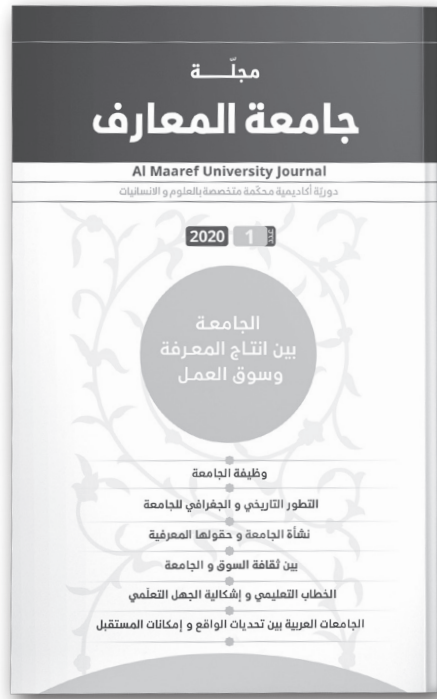 مجلّـــــة
جامعة المعارف
Al Maaref University Journal
دوريّة أكاديمية محكّمة متخصصة بالعلوم و الانسانيات
عدد 1 2020
الجامعة
بين انتاج المعرفة
وسوق العمل
وظيفة الجامعة
التطور التاريخي و الجغرافي للجامعة
نشأة الجامعة و حقولها المعرفية
بين ثقافة السوق و الجامعة
الخطاب التعليمي و إشكالية الجهل التعلّمي
الجامعات العربية بين تحديات الواقع و إمكانات المستقبل